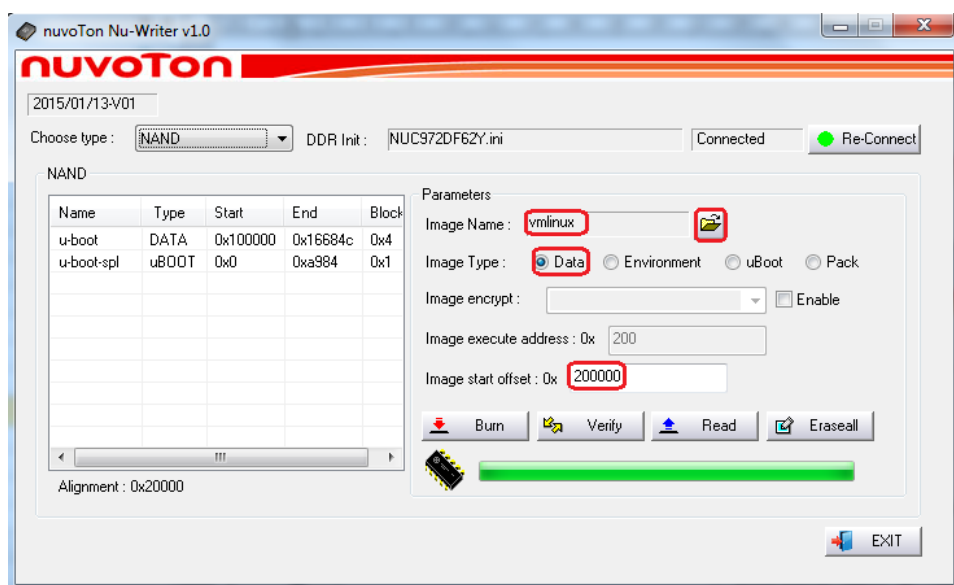 nuvoTon Nu-Writer v1.0
nuvoTon
2015/01/13-V01
Choose type : NAND DDR Init : NUC972DF62Y.ini Connected Re-Connect
NAND
Name Type Start End Block
u-boot DATA 0x100000 0x16684c 0x4
u-boot-spl uBOOT 0x0 0xa984 0x1
Alignment : 0x20000
Parameters
Image Name : vmlinux
Image Type : Data Environment uBoot Pack
Image encrypt : Enable
Image execute address : 0x 200
Image start offset : 0x 200000
Burn Verify Read Eraseall
EXIT